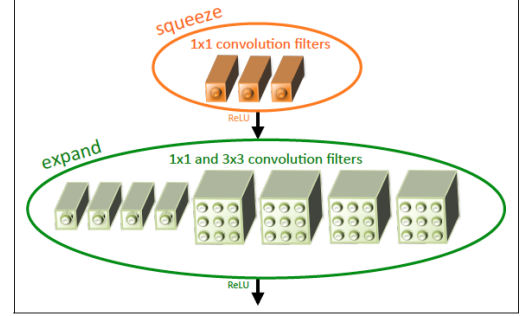 squeeze
1x1 convolution filters
ReLU
expand
1x1 and 3x3 convolution filters
ReLU